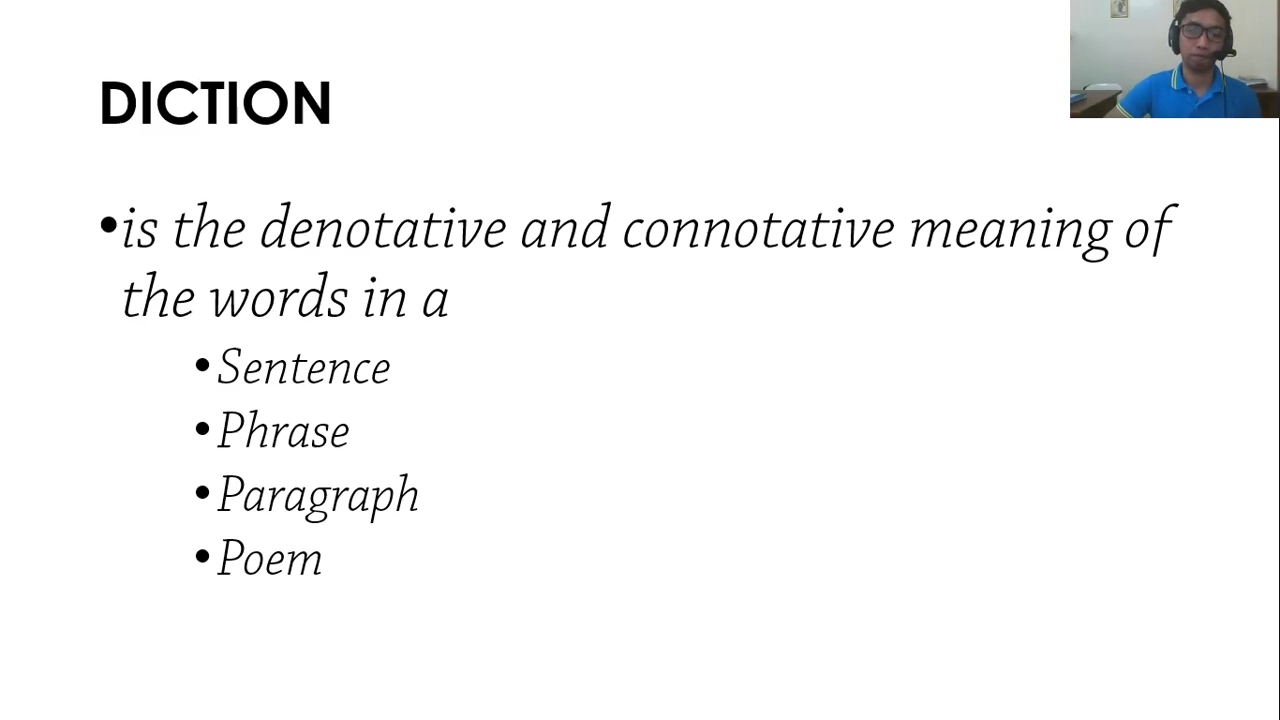 DICTION
•is the denotative and connotative meaning of
the words in a
•Sentence
•Phrase
•Paragraph
•Poem